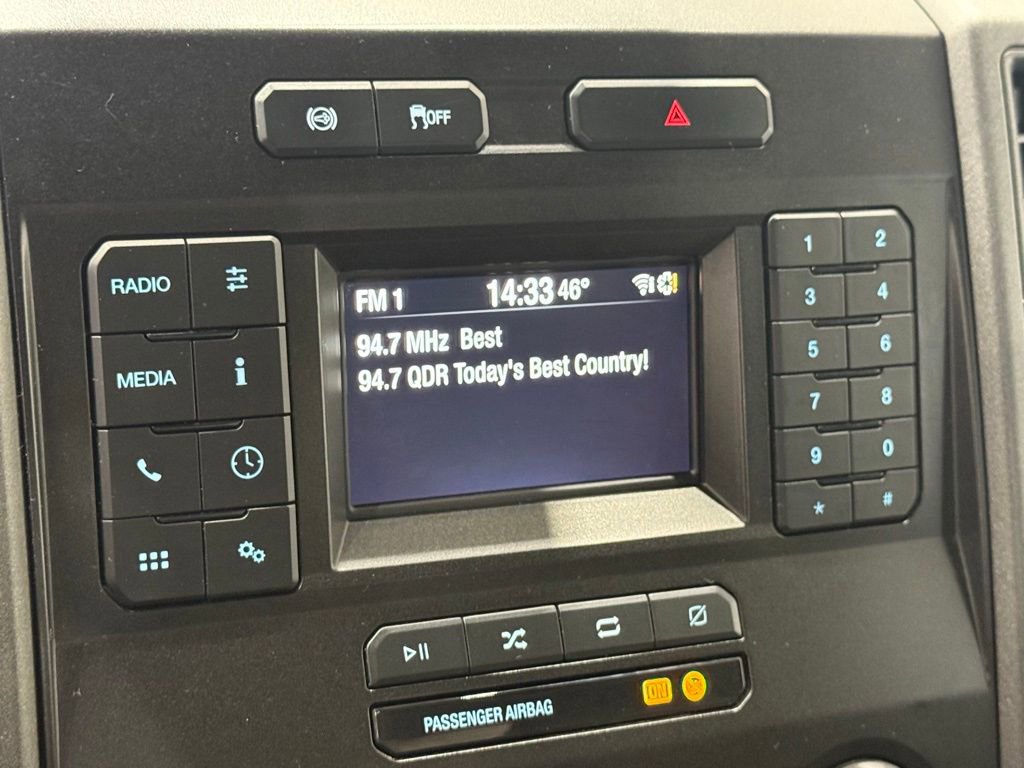 OFF
RADIO
MEDIA
FM 1 14:33 46°
94.7 MHz Best
94.7 QDR Today's Best Country!
1 2
3 4
5 6
7 8
9 0
* #
PASSENGER AIRBAG ON